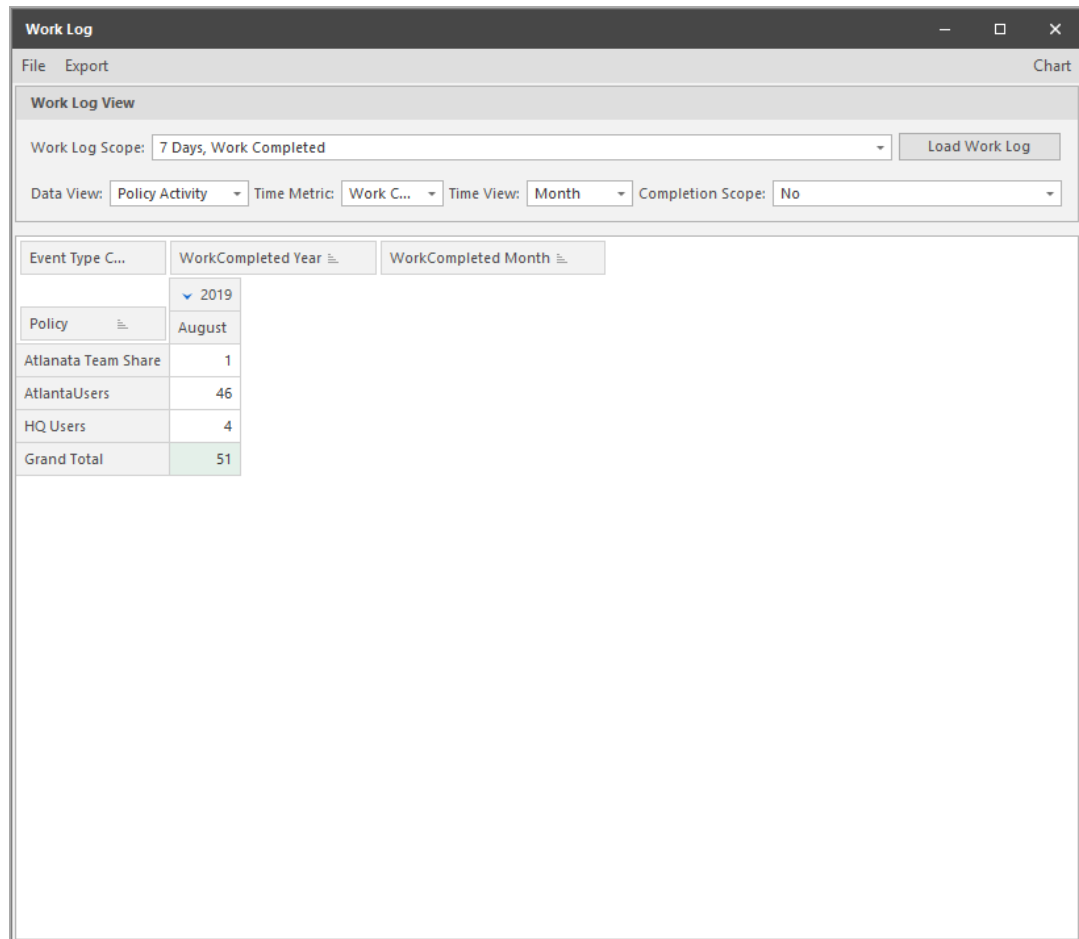 Work Log
File Export Chart
Work Log View
Work Log Scope: 7 Days, Work Completed Load Work Log
Data View: Policy Activity Time Metric: Work C... Time View: Month Completion Scope: No
Event Type C... WorkCompleted Year WorkCompleted Month
2019
Policy August
Atlanata Team Share 1
AtlantaUsers 46
HQ Users 4
Grand Total 51